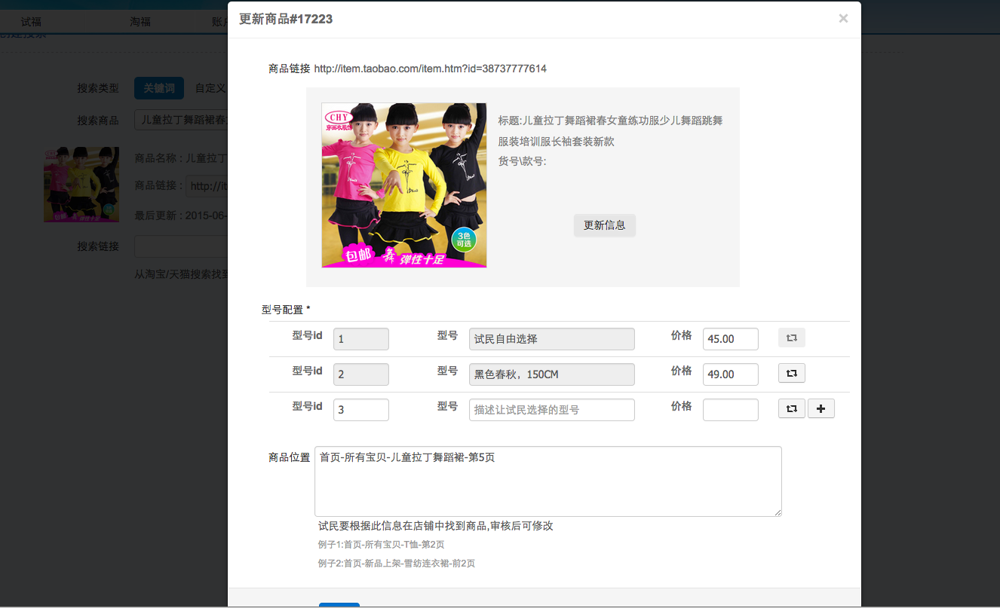 试福
淘福
账户
创建搜索
更新商品#17223
×
搜索类型
关键词
自定义
搜索商品
儿童拉丁舞蹈裙春
商品名称 : 儿童拉丁
商品链接 :
http://it
最后更新 : 2015-06-
搜索链接
从淘宝/天猫搜索找到
商品链接 http://item.taobao.com/item.htm?id=38737777614
CHY
3色
可选
包邮
舞 弹性十足
标题:儿童拉丁舞蹈裙春女童练功服少儿舞蹈跳舞
服装培训服长袖套装新款
货号\款号:
更新信息
型号配置 *
型号id 1 型号 试民自由选择 价格 45.00
型号id 2 型号 黑色春秋，150CM 价格 49.00
型号id 3 型号 描述让试民选择的型号 价格
商品位置 首页-所有宝贝-儿童拉丁舞蹈裙-第5页
试民要根据此信息在店铺中找到商品,审核后可修改
例子1:首页-所有宝贝-T恤-第2页
例子2:首页-新品上架-雪纺连衣裙-前2页